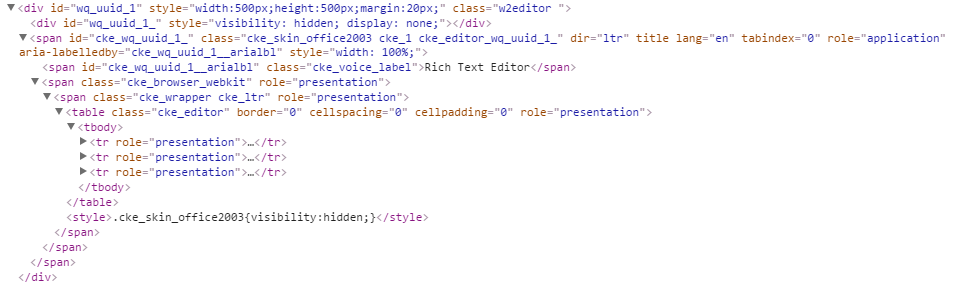 ▼<div id="wq_uuid_1" style="width:500px;height:500px;margin:20px;" class="w2editor ">
<div id="wq_uuid_1_" style="visibility: hidden; display: none;"></div>
▼<span id="cke_wq_uuid_1_" class="cke_skin_office2003 cke_1 cke_editor_wq_uuid_1_" dir="ltr" title lang="en" tabindex="0" role="application"
aria-labelledby="cke_wq_uuid_1__arialbl" style="width: 100%;">
<span id="cke_wq_uuid_1__arialbl" class="cke_voice_label">Rich Text Editor</span>
▼<span class="cke_browser_webkit" role="presentation">
▼<span class="cke_wrapper cke_ltr" role="presentation">
▼<table class="cke_editor" border="0" cellspacing="0" cellpadding="0" role="presentation">
▼<tbody>
▶<tr role="presentation">…</tr>
▶<tr role="presentation">…</tr>
▶<tr role="presentation">…</tr>
</tbody>
</table>
<style>.cke_skin_office2003{visibility:hidden;}</style>
</span>
</span>
</span>
</div>